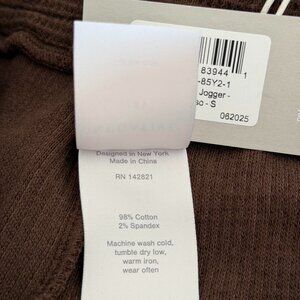 83944 1
-85Y2-1
Jogger -
so - S
062025
Designed in New York
Made in China
RN 142821
98% Cotton
2% Spandex
Machine wash cold,
tumble dry low,
warm iron,
wear often